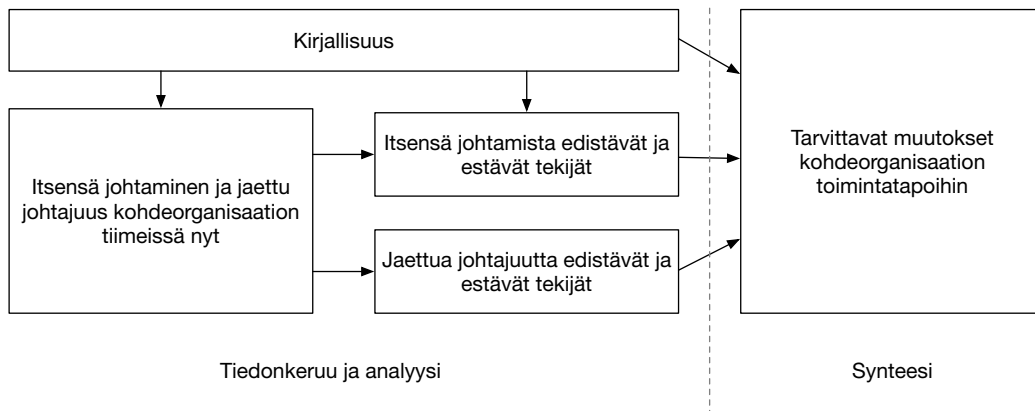 Kirjallisuus
Itsensä johtaminen ja jaettu
johtajuus kohdeorganisaation
tiimeissä nyt
Itsensä johtamista edistävät ja
estävät tekijät
Jaettua johtajuutta edistävät ja
estävät tekijät
Tarvittavat muutokset
kohdeorganisaation
toimintatapoihin
Tiedonkeruu ja analyysi
Synteesi